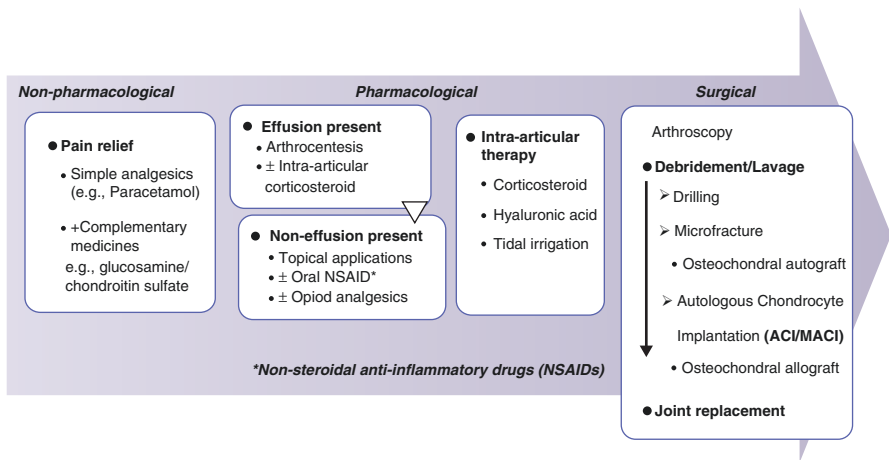 Non-pharmacological
Pharmacological
Surgical
● Pain relief
• Simple analgesics
(e.g., Paracetamol)
• +Complementary
medicines
e.g., glucosamine/
chondroitin sulfate
● Effusion present
• Arthrocentesis
• ± Intra-articular
corticosteroid
● Non-effusion present
• Topical applications
• ± Oral NSAID*
• ± Opiod analgesics
● Intra-articular
therapy
• Corticosteroid
• Hyaluronic acid
• Tidal irrigation
Arthroscopy
● Debridement/Lavage
➢ Drilling
➢ Microfracture
• Osteochondral autograft
➢ Autologous Chondrocyte
Implantation (ACI/MACI)
• Osteochondral allograft
● Joint replacement
*Non-steroidal anti-inflammatory drugs (NSAIDs)